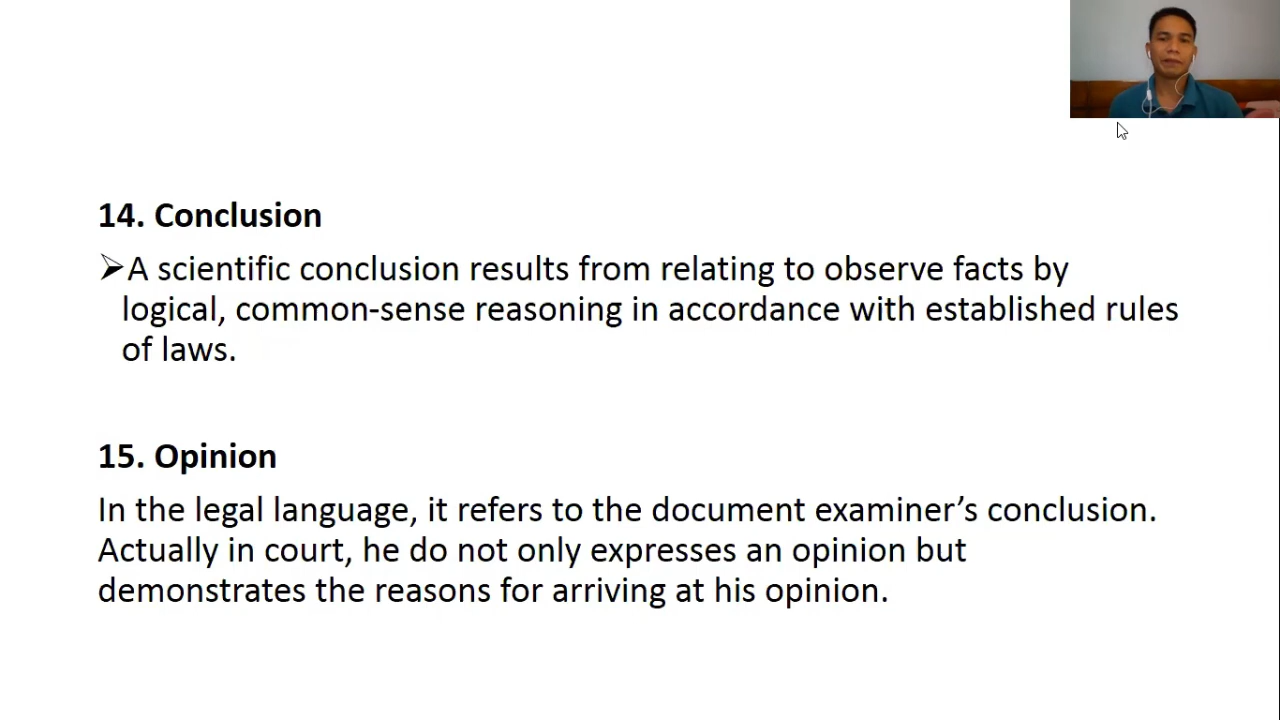 14. Conclusion
➢A scientific conclusion results from relating to observe facts by
logical, common-sense reasoning in accordance with established rules
of laws.
15. Opinion
In the legal language, it refers to the document examiner’s conclusion.
Actually in court, he do not only expresses an opinion but
demonstrates the reasons for arriving at his opinion.